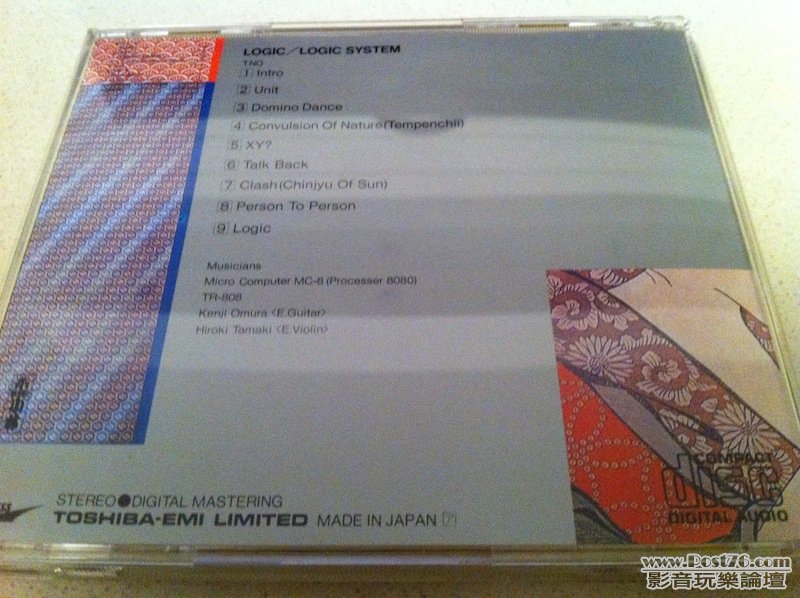 LOGIC/LOGIC SYSTEM
T.NO
1 Intro
2 Unit
3 Domino Dance
4 Convulsion Of Nature(Tempenchii)
5 XY?
6 Talk Back
7 Clash(Chinjyu Of Sun)
8 Person To Person
9 Logic
Musicians
Micro Computer MC-8 (Processer 8080)
TR-808
Kenji Omura <E.Guitar>
Hiroki Tamaki <E.Violin>
STEREO●DIGITAL MASTERING
TOSHIBA-EMI LIMITED MADE IN JAPAN
COMPACT
disc
DIGITAL AUDIO
www.Post76.com
影音玩樂論壇